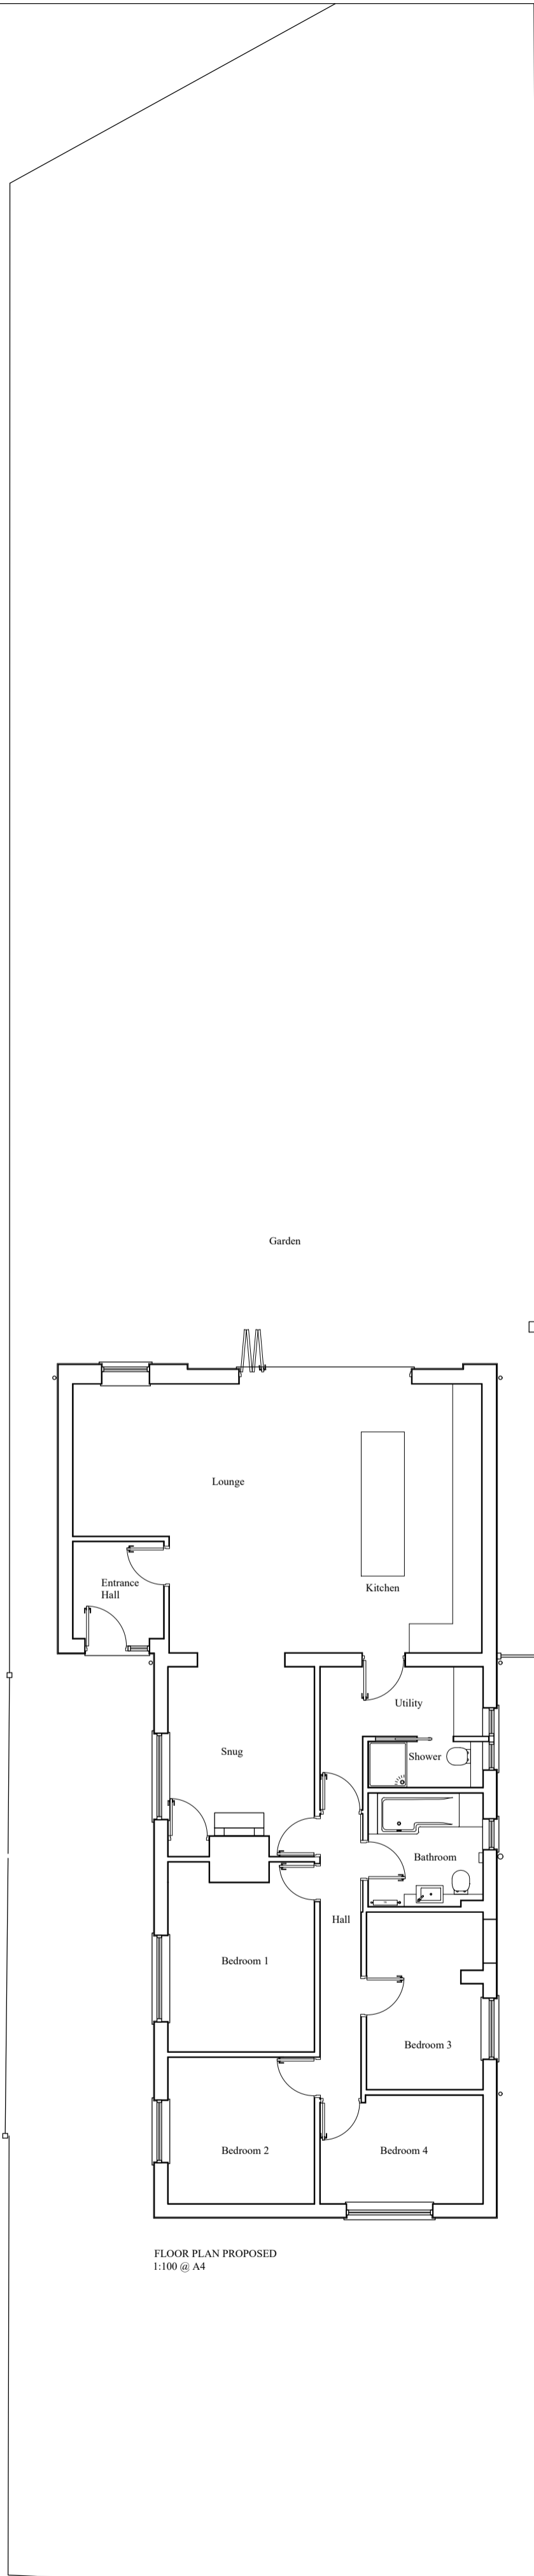 Garden
Lounge
Entrance
Hall
Kitchen
Utility
Snug
Shower
Bathroom
Hall
Bedroom 1
Bedroom 3
Bedroom 2
Bedroom 4
FLOOR PLAN PROPOSED
1:100 @ A4